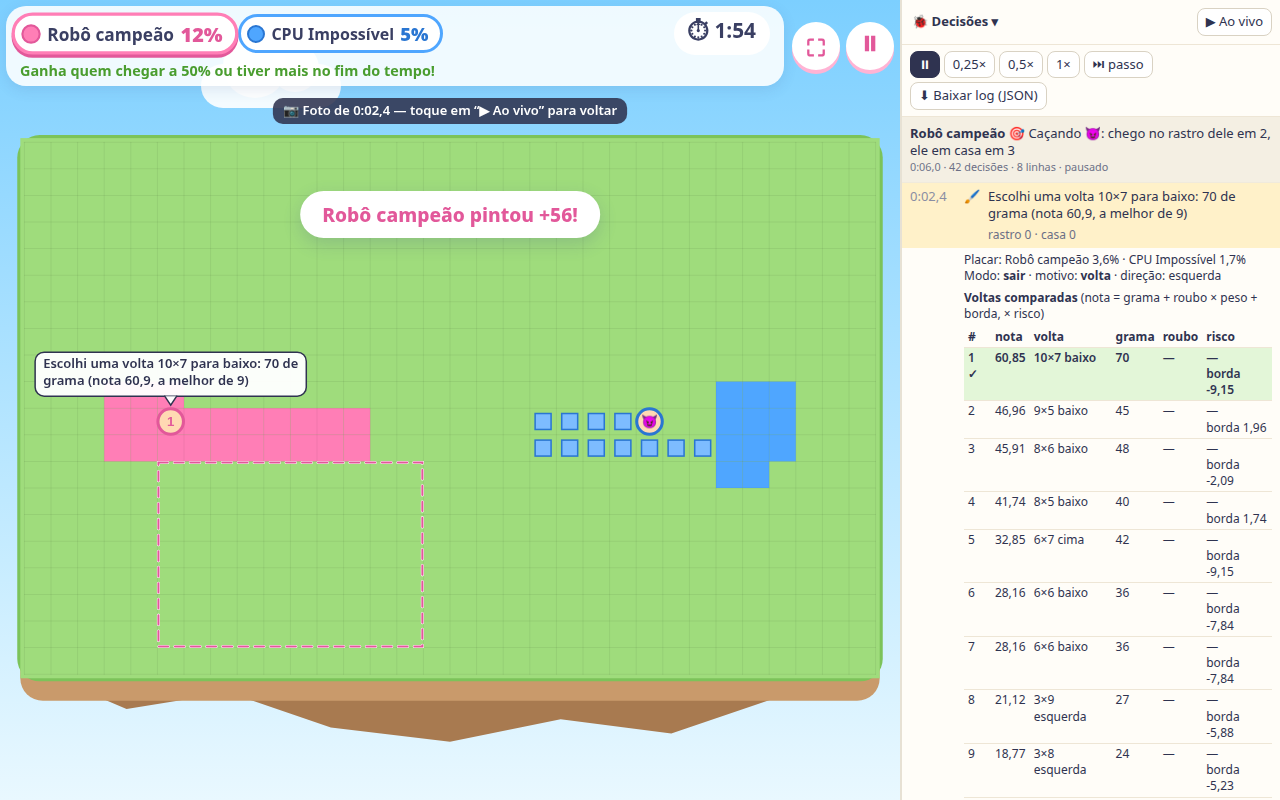 Robô campeão 12%
CPU Impossível 5%
⏱ 1:54
Ganha quem chegar a 50% ou tiver mais no fim do tempo!
📷 Foto de 0:02,4 — toque em “▶ Ao vivo” para voltar
Robô campeão pintou +56!
Escolhi uma volta 10×7 para baixo: 70 de
grama (nota 60,9, a melhor de 9)
1
🐞 Decisões ▾
▶ Ao vivo
⏸ 0,25× 0,5× 1× ⏭ passo
⬇ Baixar log (JSON)
Robô campeão 🎯 Caçando 😈: chego no rastro dele em 2,
ele em casa em 3
0:06,0 · 42 decisões · 8 linhas · pausado
0:02,4 🖌️ Escolhi uma volta 10×7 para baixo: 70 de
grama (nota 60,9, a melhor de 9)
rastro 0 · casa 0
Placar: Robô campeão 3,6% · CPU Impossível 1,7%
Modo: sair · motivo: volta · direção: esquerda
Voltas comparadas (nota = grama + roubo × peso +
borda, × risco)
# nota volta grama roubo risco
1 60,85 10×7 baixo 70 — —
✓ borda
-9,15
2 46,96 9×5 baixo 45 — —
borda 1,96
3 45,91 8×6 baixo 48 — —
borda
-2,09
4 41,74 8×5 baixo 40 — —
borda 1,74
5 32,85 6×7 cima 42 — —
borda
-9,15
6 28,16 6×6 baixo 36 — —
borda
-7,84
7 28,16 6×6 baixo 36 — —
borda
-7,84
8 21,12 3×9 27 — —
esquerda borda
-5,88
9 18,77 3×8 24 — —
esquerda borda
-5,23